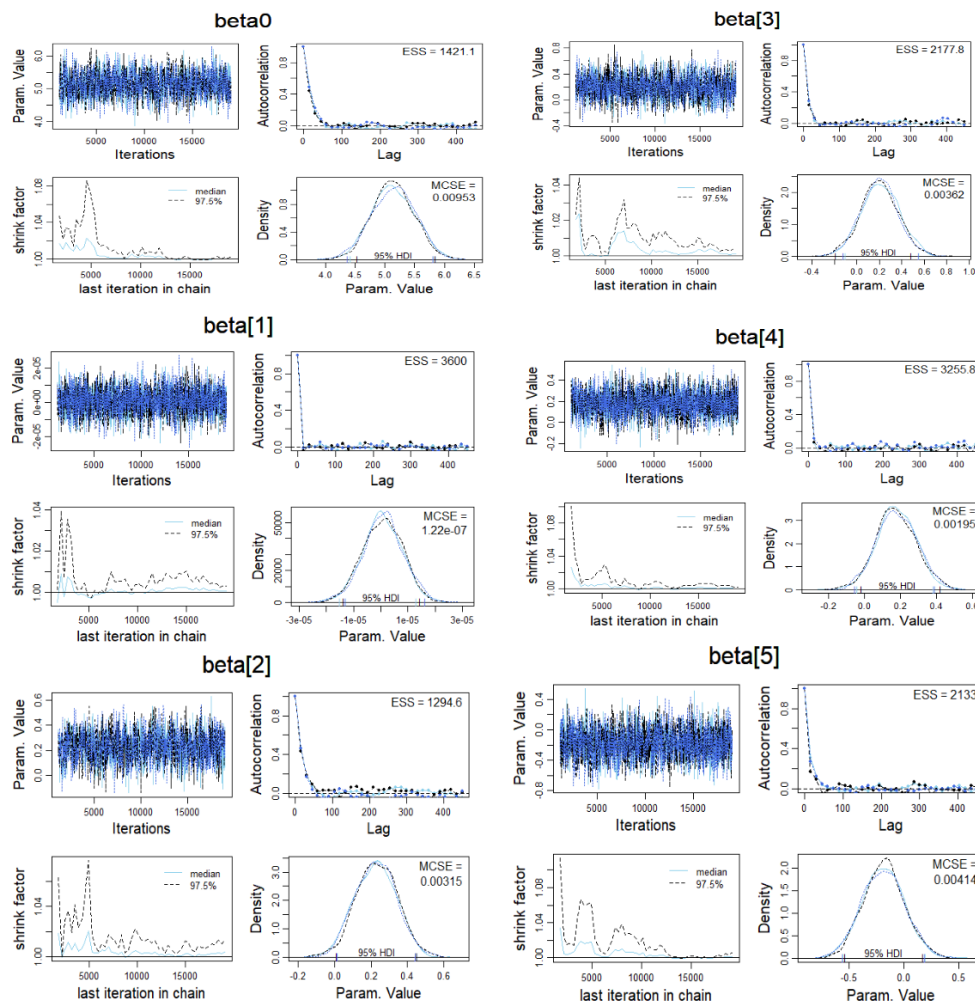 beta0
Param. Value
4.0 5.0 6.0
5000 10000 15000
Iterations
Autocorrelation
0.0 0.4 0.8
ESS = 1421.1
0 100 200 300 400
Lag
shrink factor
1.00 1.04 1.08
median
97.5%
5000 10000 15000
last iteration in chain
Density
0.0 0.4 0.8
MCSE =
0.00953
95% HDI
3.5 4.0 4.5 5.0 5.5 6.0 6.5
Param. Value
beta[3]
Param. Value
-0.4 0.0 0.4 0.8
5000 10000 15000
Iterations
Autocorrelation
0.0 0.4 0.8
ESS = 2177.8
0 100 200 300 400
Lag
shrink factor
1.00 1.02 1.04
median
97.5%
5000 10000 15000
last iteration in chain
Density
0.0 1.0 2.0
MCSE =
0.00362
95% HDI
-0.4 -0.2 0.0 0.2 0.4 0.6 0.8 1.0
Param. Value
beta[1]
Param. Value
-2e-05 0e+00 2e-05
5000 10000 15000
Iterations
Autocorrelation
0.0 0.4 0.8
ESS = 3600
0 100 200 300 400
Lag
shrink factor
1.00 1.02 1.04
median
97.5%
5000 10000 15000
last iteration in chain
Density
0 20000 50000
MCSE =
1.22e-07
95% HDI
-3e-05 -1e-05 1e-05 3e-05
Param. Value
beta[4]
Param. Value
-0.2 0.0 0.2 0.4
5000 10000 15000
Iterations
Autocorrelation
0.0 0.4 0.8
ESS = 3255.8
0 100 200 300 400
Lag
shrink factor
1.00 1.04 1.08
median
97.5%
5000 10000 15000
last iteration in chain
Density
0 1 2 3
MCSE =
0.00195
95% HDI
-0.2 0.0 0.2 0.4 0.6
Param. Value
beta[2]
Param. Value
0.0 0.2 0.4 0.6
5000 10000 15000
Iterations
Autocorrelation
0.0 0.4 0.8
ESS = 1294.6
0 100 200 300 400
Lag
shrink factor
1.00 1.04
median
97.5%
5000 10000 15000
last iteration in chain
Density
0.0 1.0 2.0 3.0
MCSE =
0.00315
95% HDI
-0.2 0.0 0.2 0.4 0.6
Param. Value
beta[5]
Param. Value
-0.8 -0.4 0.0 0.4
5000 10000 15000
Iterations
Autocorrelation
0.0 0.4 0.8
ESS = 2133
0 100 200 300 400
Lag
shrink factor
1.00 1.04 1.08
median
97.5%
5000 10000 15000
last iteration in chain
Density
0.0 1.0 2.0
MCSE =
0.00414
95% HDI
-0.5 0.0 0.5
Param. Value